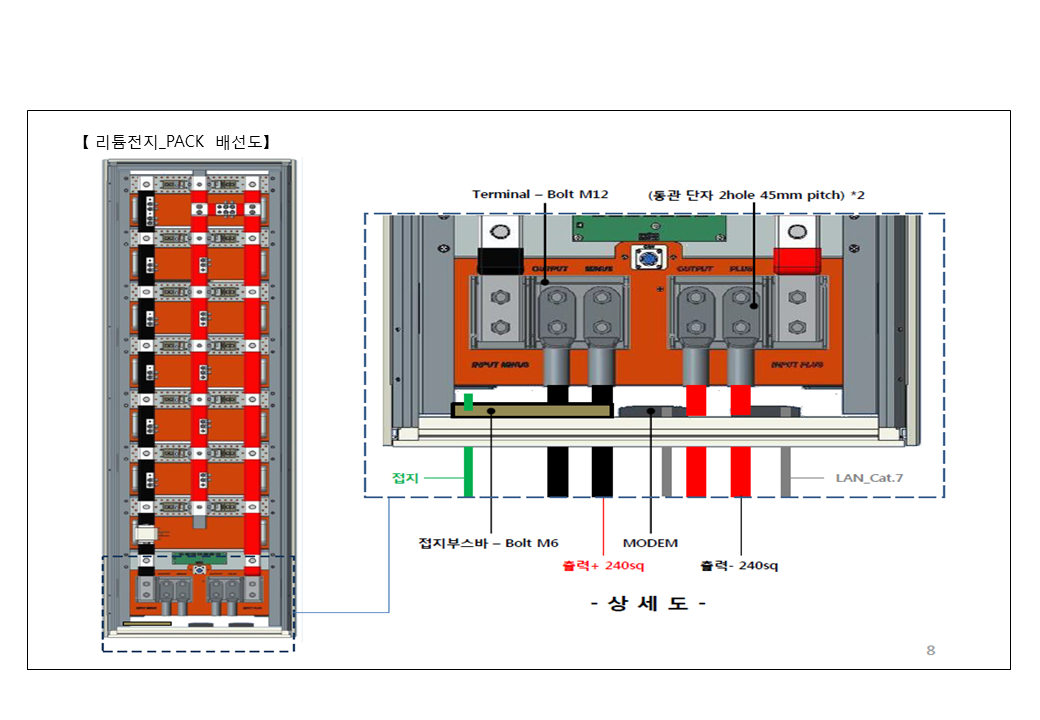 【 리튬전지_PACK 배선도】
Terminal – Bolt M12
(동관 단자 2hole 45mm pitch) *2
OUTPUT MINUS
OUTPUT PLUS
INPUT MINUS
INPUT PLUS
접지
LAN_Cat.7
접지부스바 – Bolt M6
MODEM
출력+ 240sq
출력- 240sq
- 상 세 도 -
8